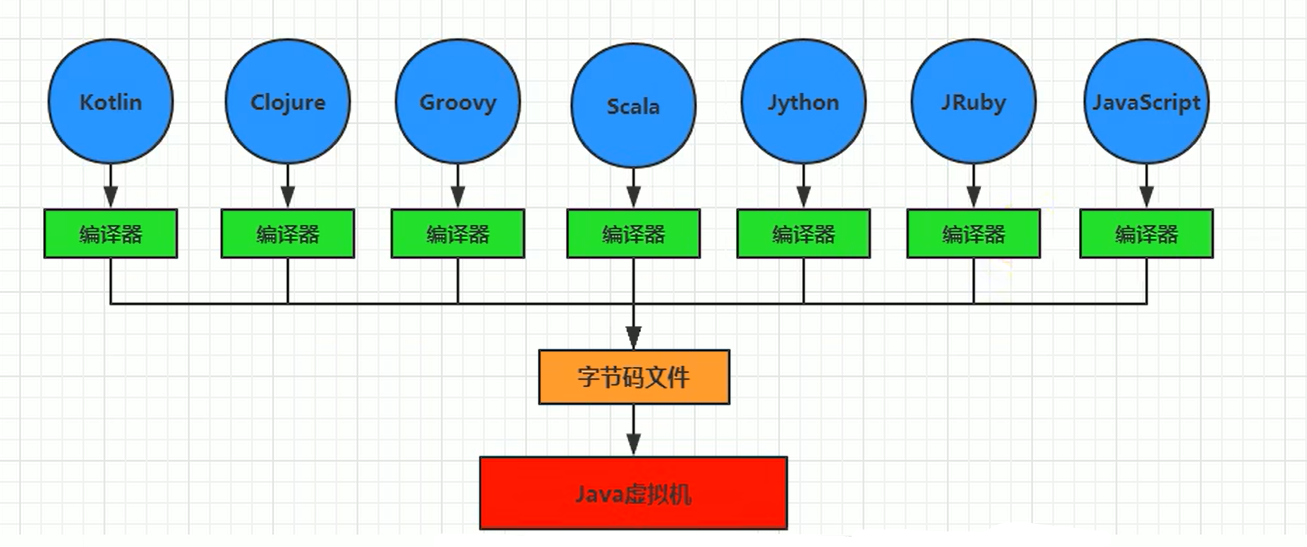 Kotlin
Clojure
Groovy
Scala
Jython
JRuby
JavaScript
编译器
编译器
编译器
编译器
编译器
编译器
编译器
字节码文件
Java虚拟机